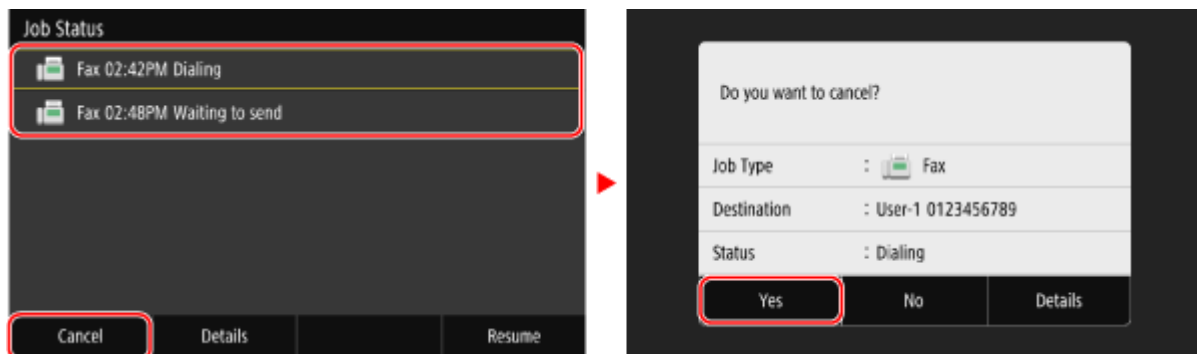 Job Status
Fax 02:42PM Dialing
Fax 02:48PM Waiting to send
Cancel Details Resume
Do you want to cancel?
Job Type : Fax
Destination : User-1 0123456789
Status : Dialing
Yes No Details